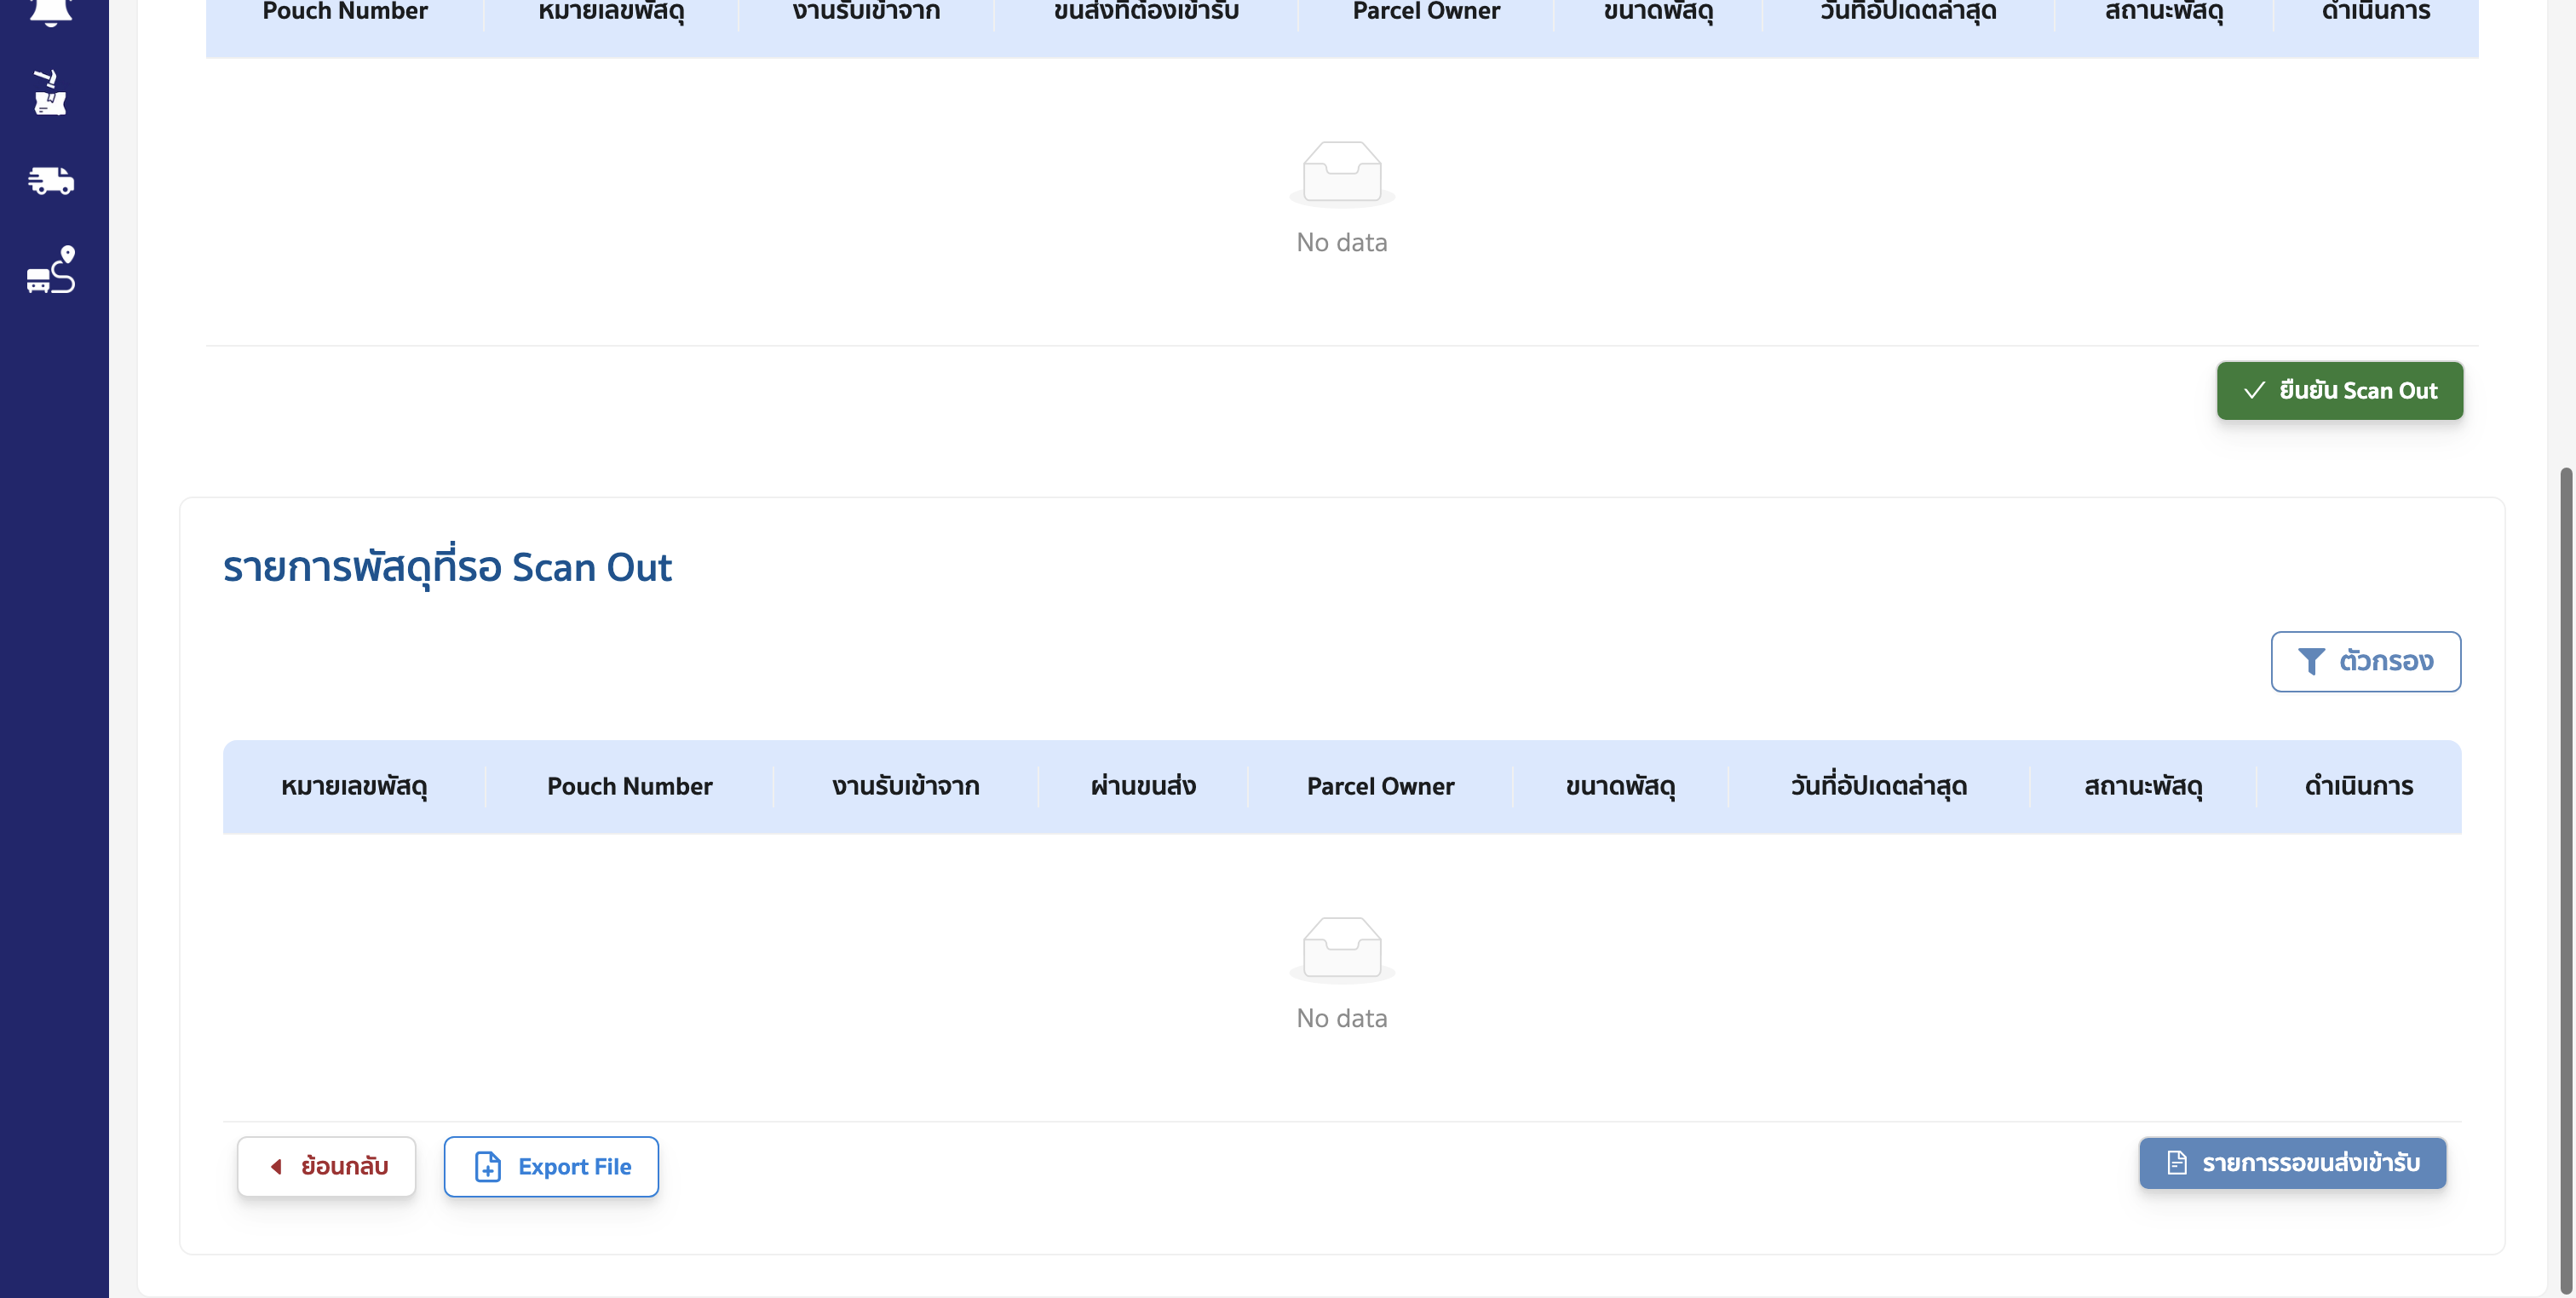 Pouch Number หมายเลขพัสดุ งานรับเข้าจาก ขนส่งที่ต้องเข้ารับ Parcel Owner ขนาดพัสดุ วันที่อัปเดตล่าสุด สถานะพัสดุ ดำเนินการ
No data
ยืนยัน Scan Out
รายการพัสดุที่รอ Scan Out
ตัวกรอง
หมายเลขพัสดุ Pouch Number งานรับเข้าจาก ผ่านขนส่ง Parcel Owner ขนาดพัสดุ วันที่อัปเดตล่าสุด สถานะพัสดุ ดำเนินการ
No data
ย้อนกลับ Export File รายการรอขนส่งเข้ารับ